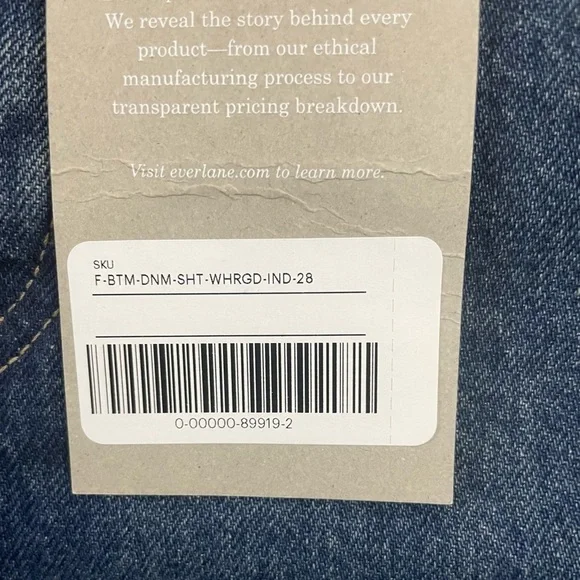 We reveal the story behind every
product—from our ethical
manufacturing process to our
transparent pricing breakdown.
Visit everlane.com to learn more.
SKU
F-BTM-DNM-SHT-WHRGD-IND-28
0-00000-89919-2